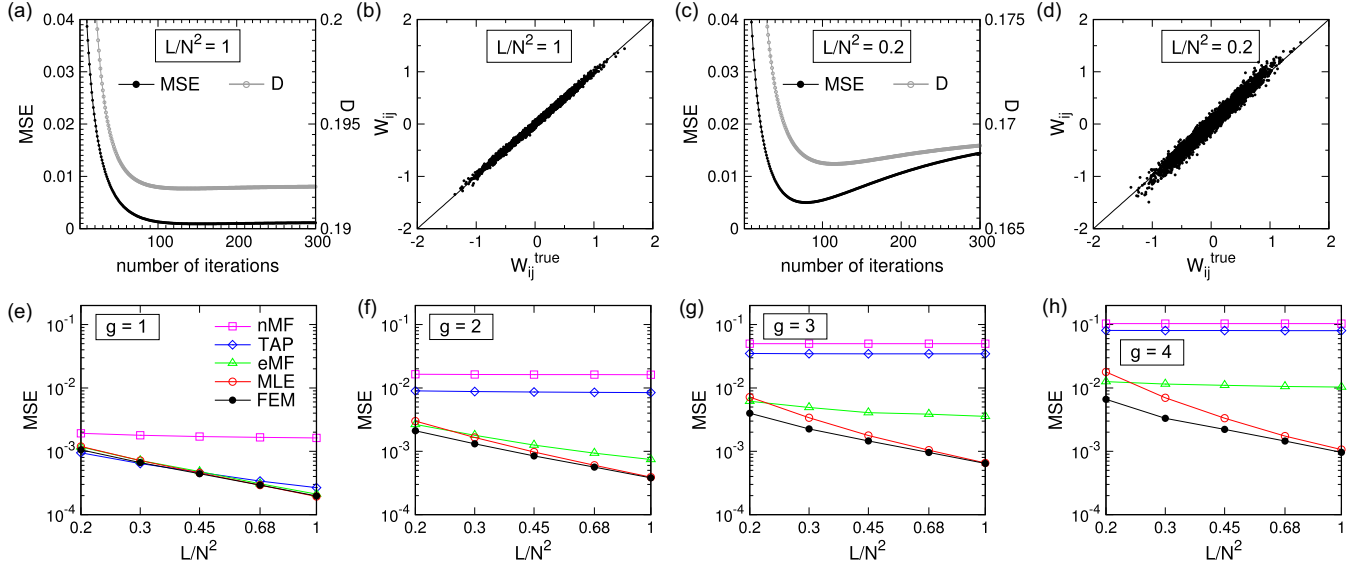 (a)
0.04
0.03
0.02
0.01
0
MSE
L/N² = 1
MSE
D
0.2
0.195
0.19
D
100
200
300
number of iterations
(b)
2
1
0
-1
-2
W_ij
L/N² = 1
-2
-1
0
1
2
W_ij^true
(c)
0.04
0.03
0.02
0.01
0
MSE
L/N² = 0.2
MSE
D
0.175
0.17
0.165
D
100
200
300
number of iterations
(d)
2
1
0
-1
-2
W_ij
L/N² = 0.2
-2
-1
0
1
2
W_ij^true
(e)
10⁻¹
10⁻²
10⁻³
10⁻⁴
MSE
g = 1
nMF
TAP
eMF
MLE
FEM
0.2
0.3
0.45
0.68
1
L/N²
(f)
10⁻¹
10⁻²
10⁻³
10⁻⁴
MSE
g = 2
0.2
0.3
0.45
0.68
1
L/N²
(g)
10⁻¹
10⁻²
10⁻³
10⁻⁴
MSE
g = 3
0.2
0.3
0.45
0.68
1
L/N²
(h)
10⁻¹
10⁻²
10⁻³
10⁻⁴
MSE
g = 4
0.2
0.3
0.45
0.68
1
L/N²